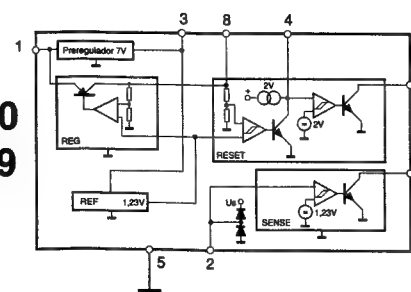 3 8 4
1 Preregulador 7V
2V
+
0
9
REG
2V
RESET
REF 1,23V
Us
1,23V
SENSE
5 2